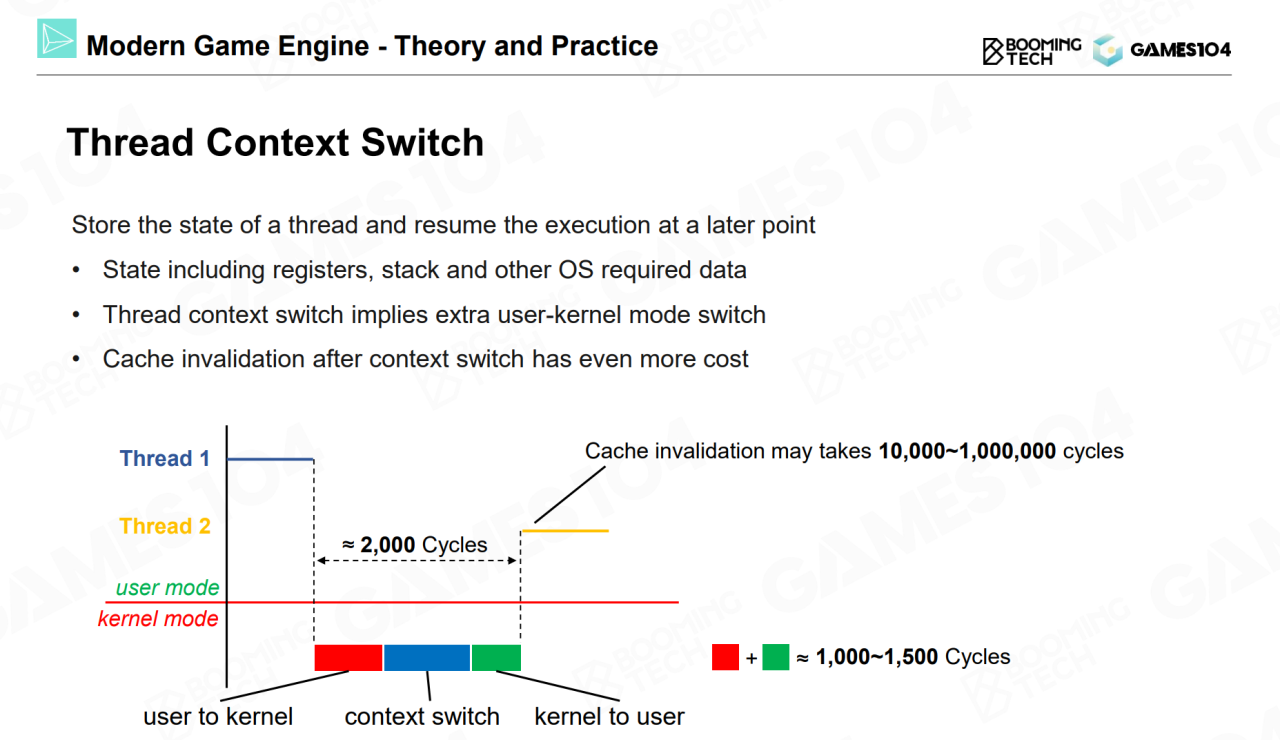 Modern Game Engine - Theory and Practice
BOOMING
TECH
GAMES104
Thread Context Switch
Store the state of a thread and resume the execution at a later point
• State including registers, stack and other OS required data
• Thread context switch implies extra user-kernel mode switch
• Cache invalidation after context switch has even more cost
Cache invalidation may takes 10,000~1,000,000 cycles
Thread 1
Thread 2
≈ 2,000 Cycles
user mode
kernel mode
+ ≈ 1,000~1,500 Cycles
user to kernel
context switch
kernel to user